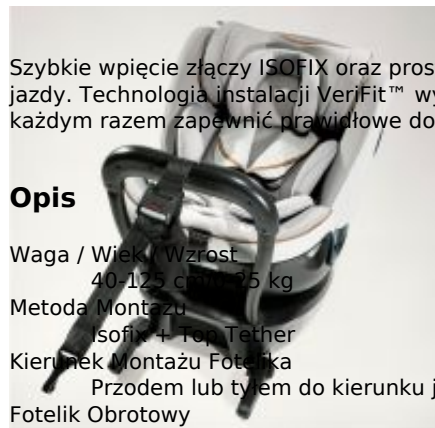 Szybkie wpięcie złączy ISOFIX oraz pros
jazdy. Technologia instalacji VeriFit™ wy
każdym razem zapewnić prawidłowe do
Opis
Waga / Wiek / Wzrost
40-125 cm/0-25 kg
Metoda Montażu
Isofix + Top Tether
Kierunek Montażu Fotelika
Przodem lub tyłem do kierunku j
Fotelik Obrotowy